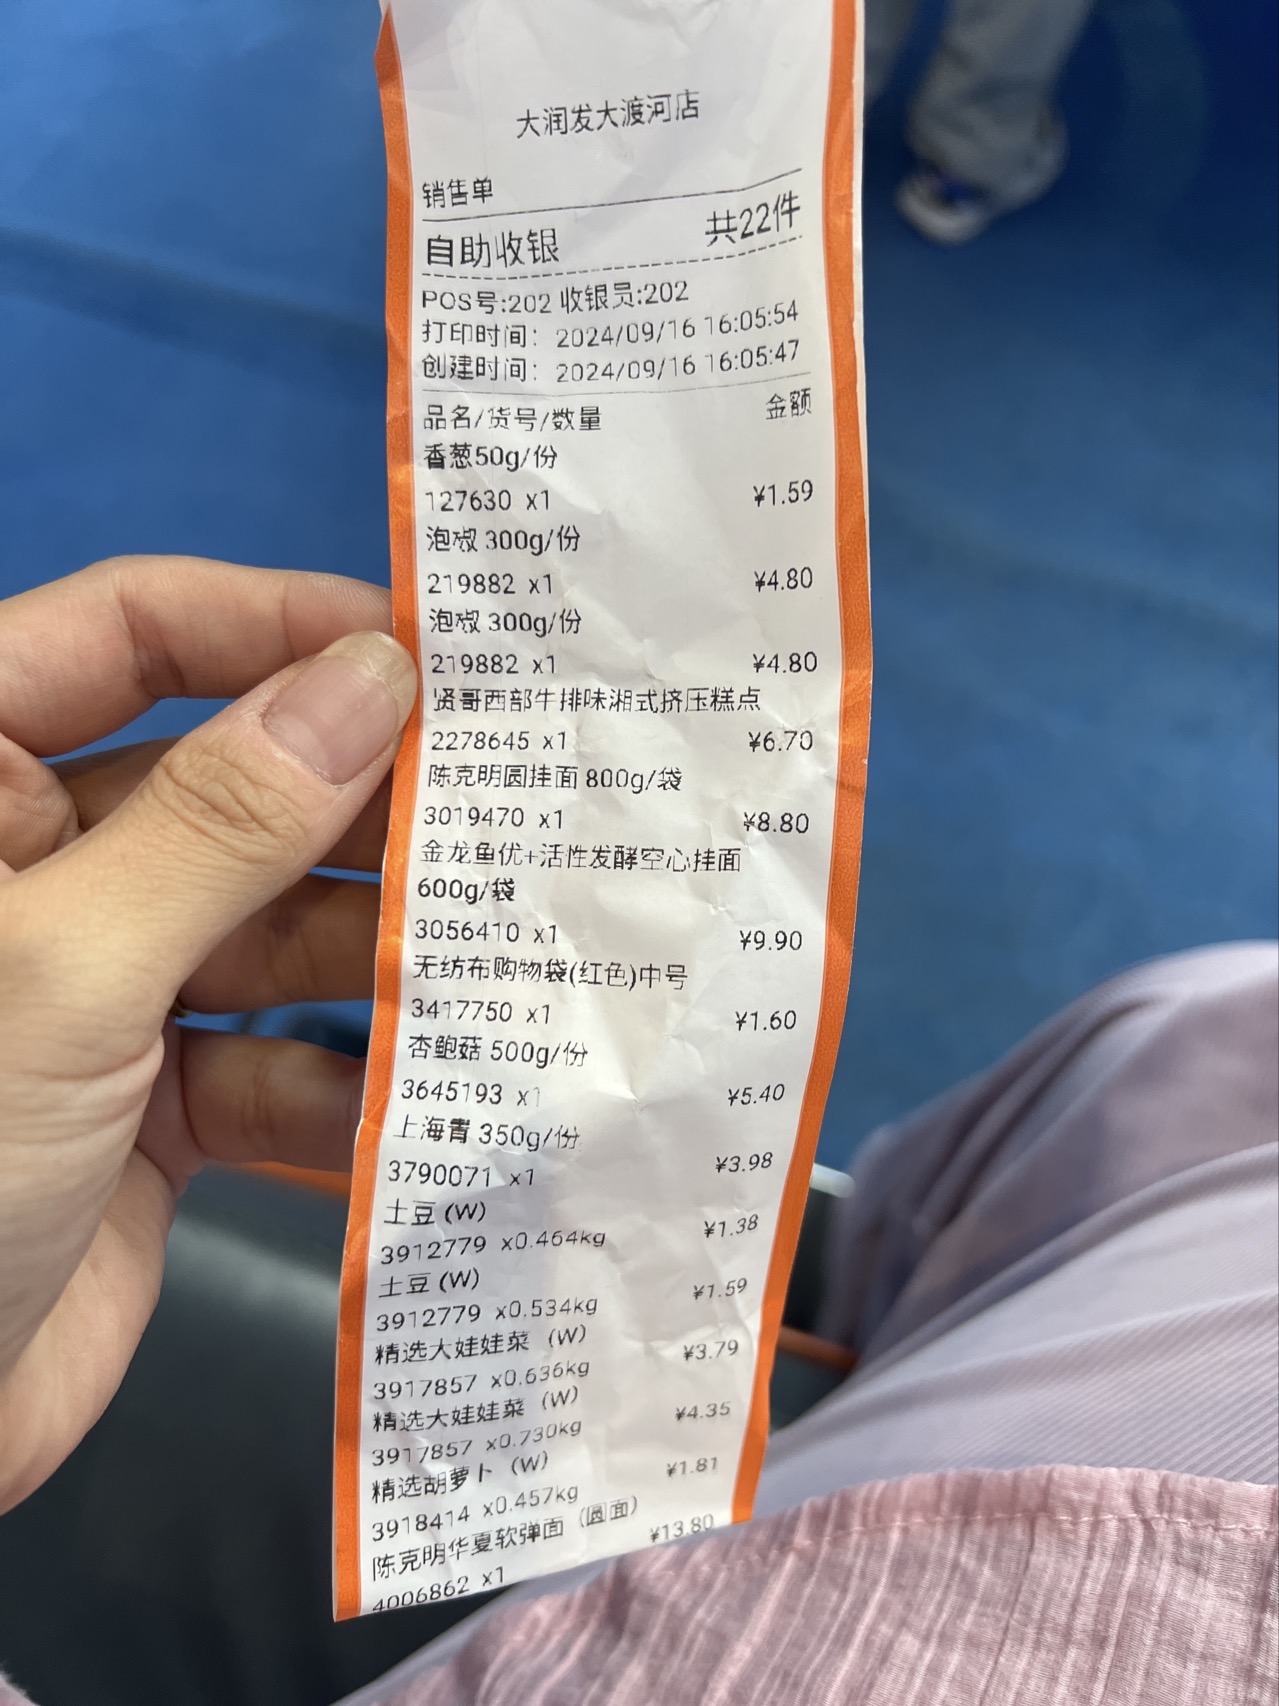 大润发大渡河店
销售单
自助收银 共22件
POS号:202 收银员:202
打印时间: 2024/09/16 16:05:54
创建时间: 2024/09/16 16:05:47
品名/货号/数量 金额
香葱50g/份
127630 x1 ¥1.59
泡椒 300g/份
219882 x1 ¥4.80
泡椒 300g/份
219882 x1 ¥4.80
贤哥西部牛排味湘式挤压糕点
2278645 x1 ¥6.70
陈克明圆挂面 800g/袋
3019470 x1 ¥8.80
金龙鱼优+活性发酵空心挂面
600g/袋
3056410 x1 ¥9.90
无纺布购物袋(红色)中号
3417750 x1 ¥1.60
杏鲍菇 500g/份
3645193 x1 ¥5.40
上海青 350g/份
3790071 x1 ¥3.98
土豆 (W)
3912779 x0.464kg ¥1.38
土豆 (W)
3912779 x0.534kg ¥1.59
精选大娃娃菜 (W)
3917857 x0.636kg ¥3.79
精选大娃娃菜 (W)
3917857 x0.730kg ¥4.35
精选胡萝卜 (W)
3918414 x0.457kg ¥1.81
陈克明华夏软弹面 (圆面)
4006862 x1 ¥13.80